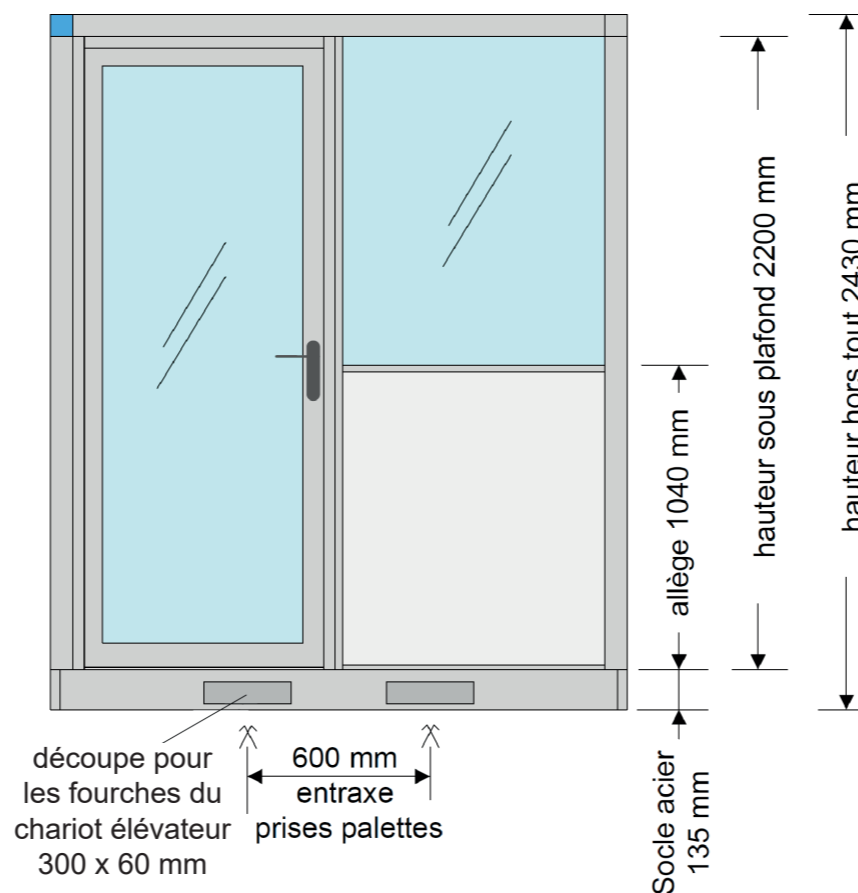 hauteur hors tout 2430 mm
hauteur sous plafond 2200 mm
allège 1040 mm
Socle acier
135 mm
découpe pour
les fourches du
chariot élévateur
300 x 60 mm
600 mm
entraxe
prises palettes